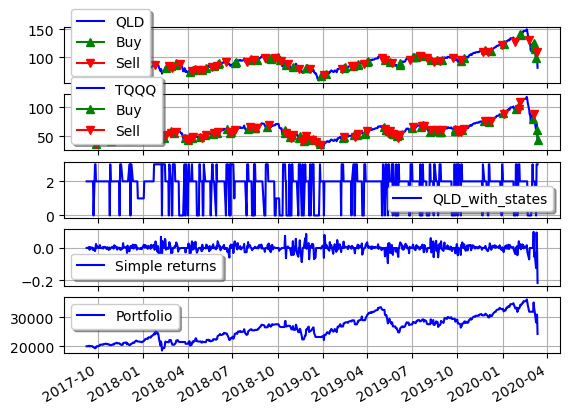 150
100
QLD
Buy
Sell
100
50
TQQQ
Buy
Sell
2
0
QLD_with_states
0.0
−0.2
Simple returns
30000
20000
Portfolio
2017-10
2018-01
2018-04
2018-07
2018-10
2019-01
2019-04
2019-07
2019-10
2020-01
2020-04